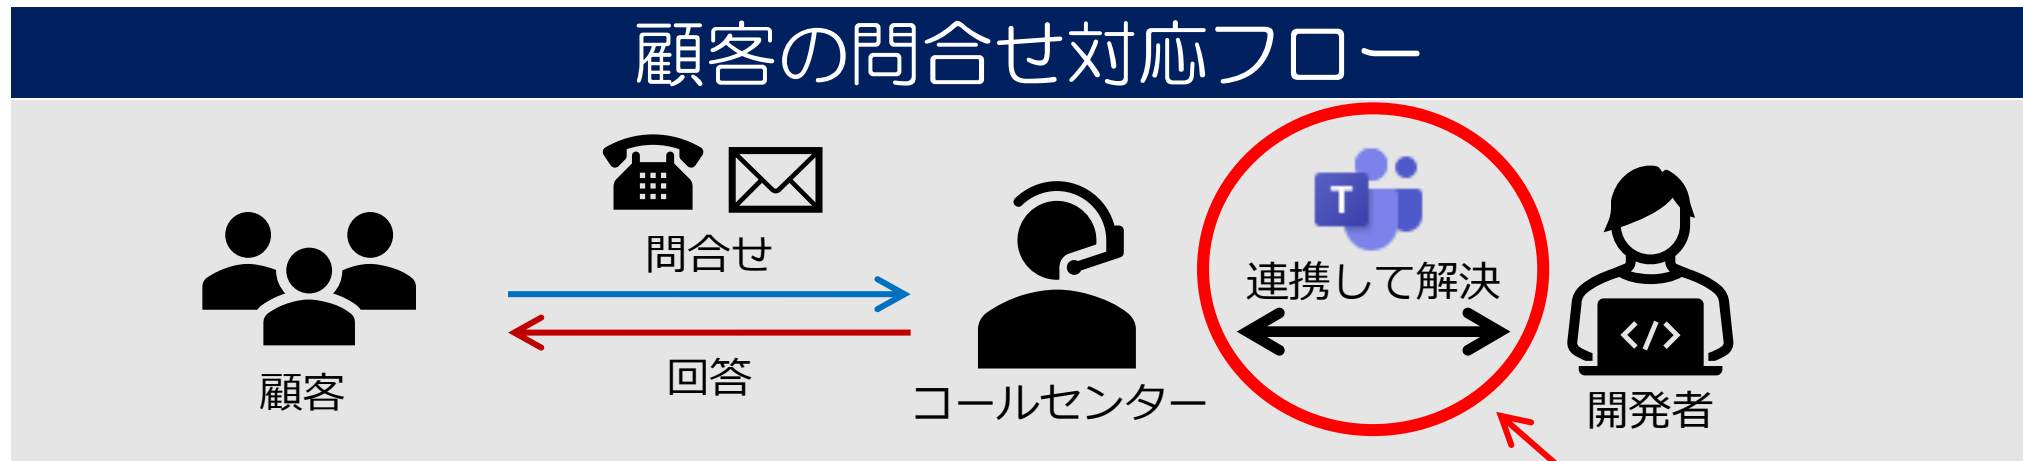 顧客の問合せ対応フロー
問合せ
T
連携して解決
</>
回答
顧客
コールセンター
開発者